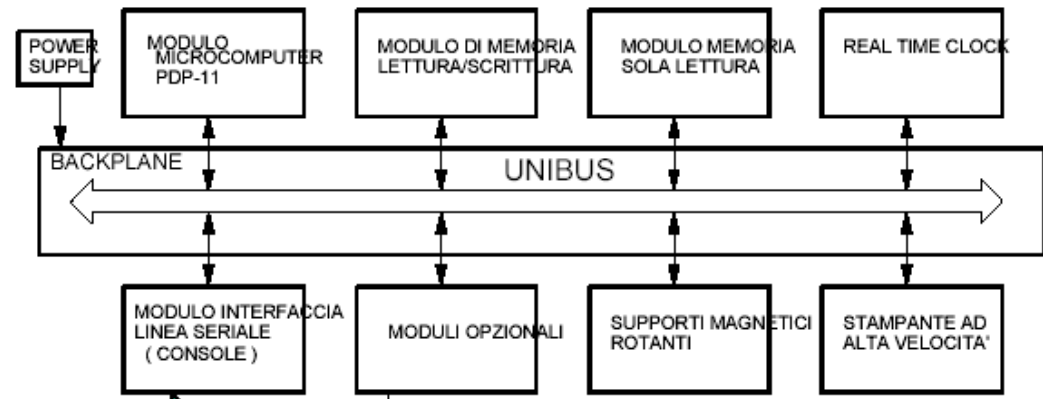 POWER
SUPPLY
MODULO
MICROCOMPUTER
PDP-11
MODULO DI MEMORIA
LETTURA/SCRITTURA
MODULO MEMORIA
SOLA LETTURA
REAL TIME CLOCK
BACKPLANE
UNIBUS
MODULO INTERFACCIA
LINEA SERIALE
( CONSOLE )
MODULI OPZIONALI
SUPPORTI MAGNETICI
ROTANTI
STAMPANTE AD
ALTA VELOCITA'